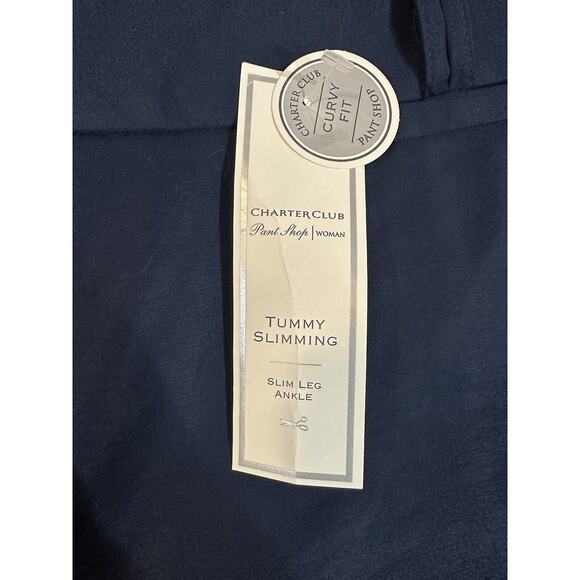 CHARTER CLUB
CURVY
FIT
PANT SHOP
CHARTER CLUB
Pant Shop | WOMAN
TUMMY
SLIMMING
SLIM LEG
ANKLE